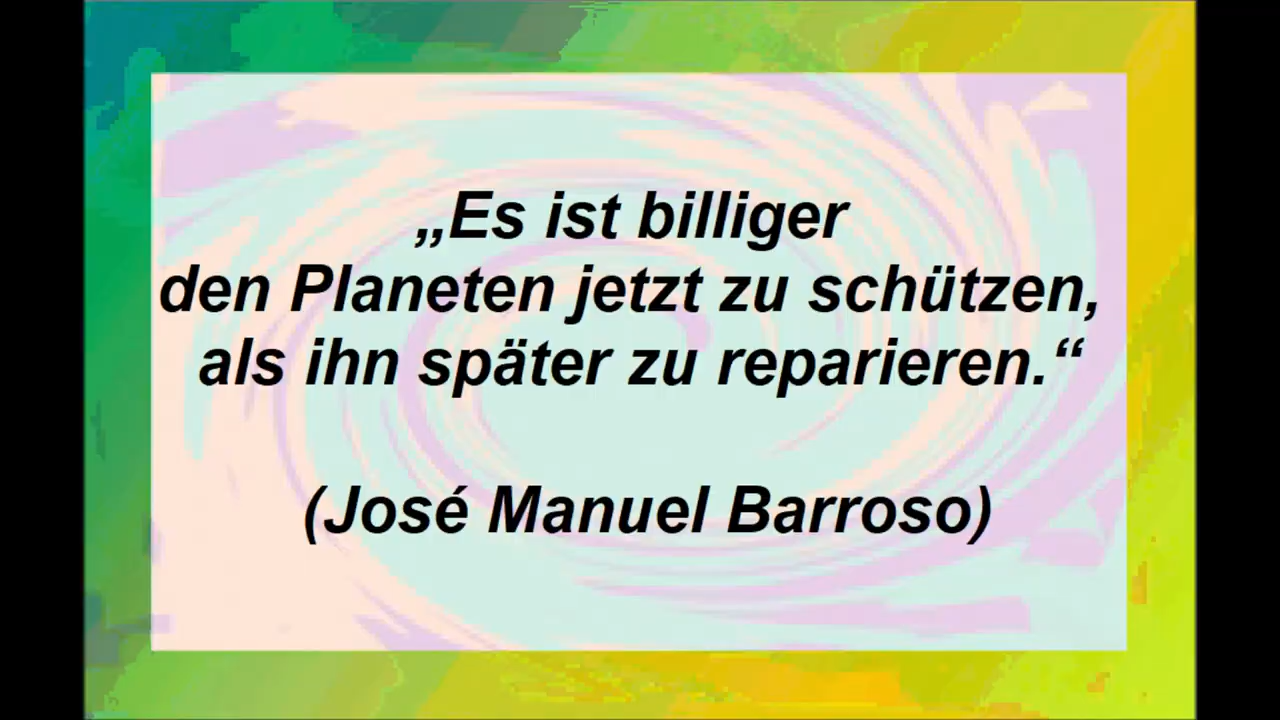 „Es ist billiger
den Planeten jetzt zu schützen,
als ihn später zu reparieren.“
(José Manuel Barroso)